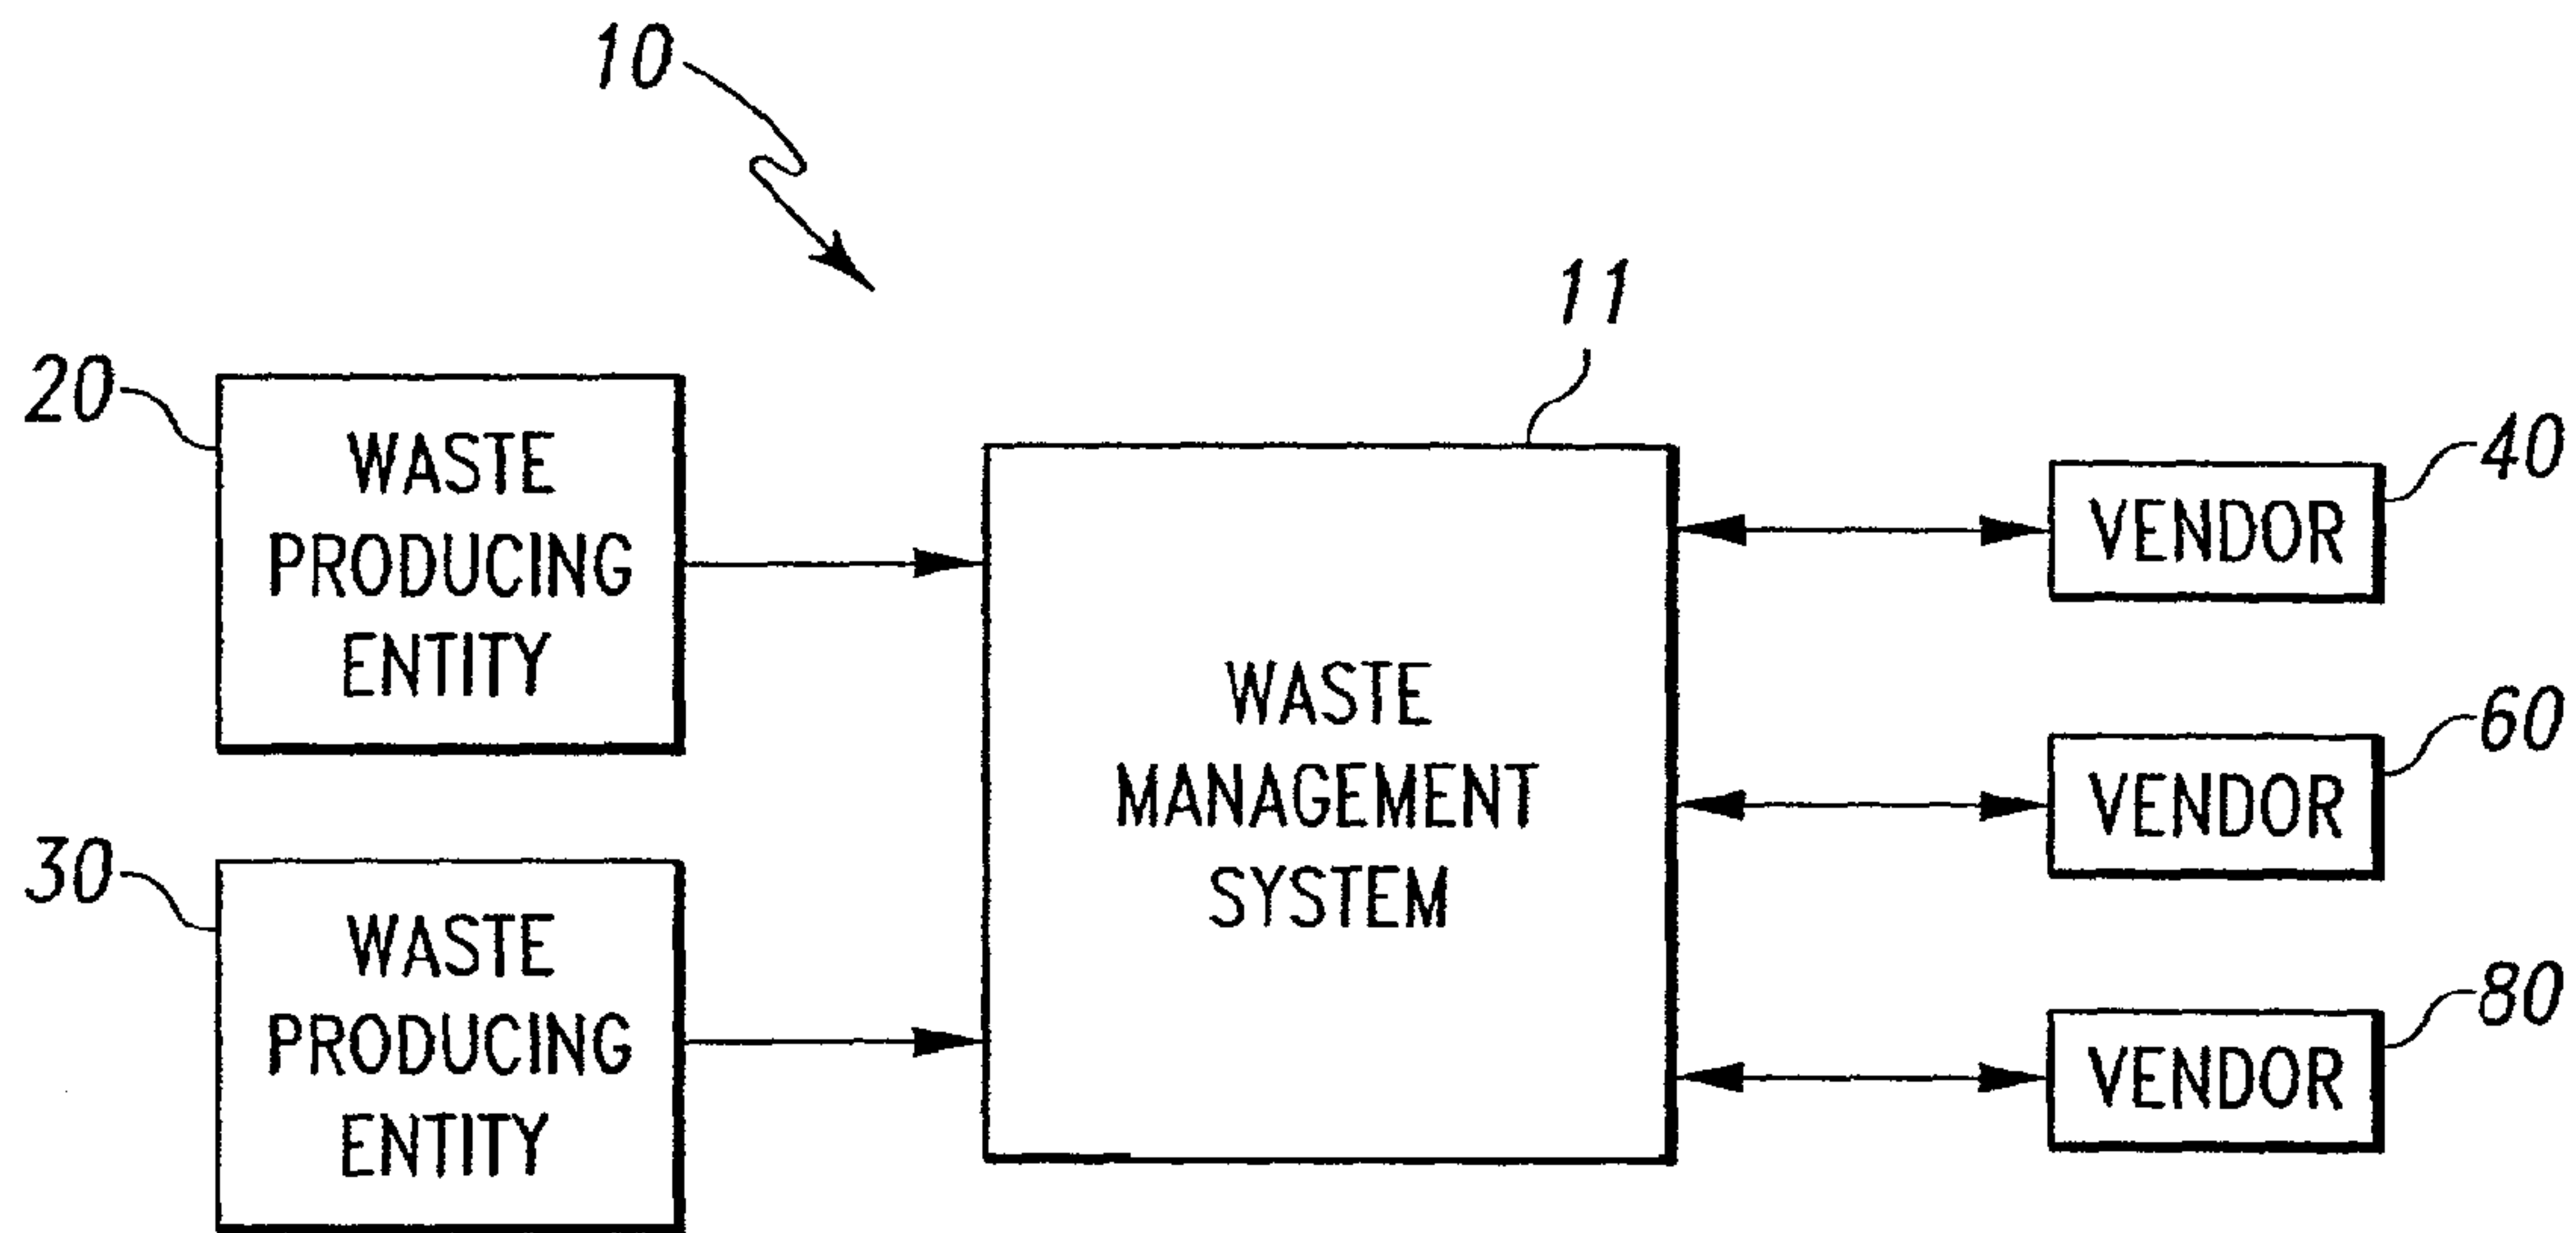 10
11
20
WASTE
PRODUCING
ENTITY
30
WASTE
PRODUCING
ENTITY
WASTE
MANAGEMENT
SYSTEM
40
VENDOR
60
VENDOR
80
VENDOR